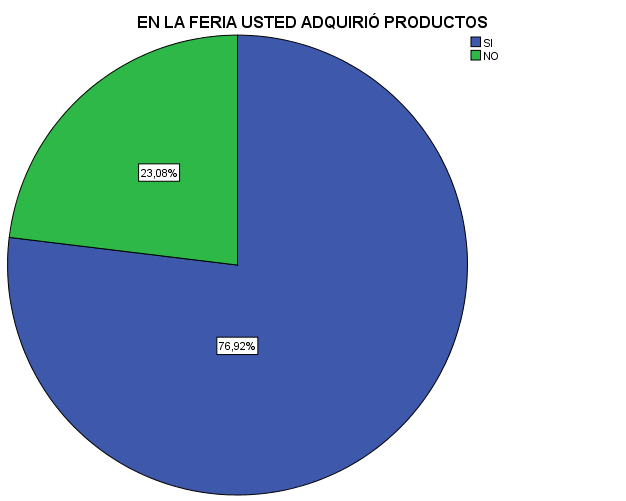 EN LA FERIA USTED ADQUIRIÓ PRODUCTOS
SI
NO
23,08%
76,92%